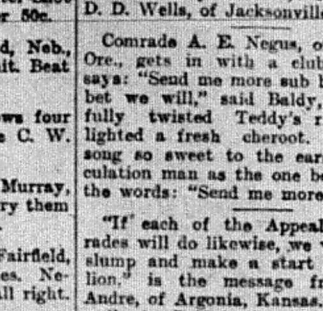 er 50c.
d, Neb.,
it. Beat
ws four
e C. W.
Murray,
ry them
Fairfield,
es. Ne-
ll right.
D. D. Wells, of Jacksonville
Comrade A. E. Negus, o
Ore., gets in with a club
says: "Send me more sub b
bet we will," said Baldy,
fully twisted Teddy's r
lighted a fresh cheroot.
song so sweet to the ear
culation man as the one be
the words: "Send me more
"If each of the Appeal
rades will do likewise, we
slump and make a start
lion." is the message fr
Andre, of Argonia, Kansas.